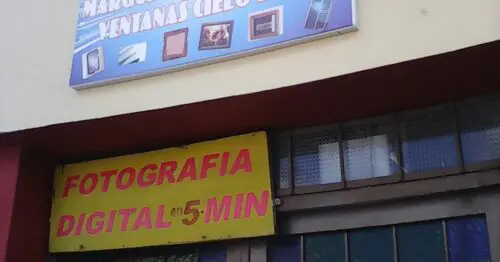 VENTANAS CIELO
FOTOGRAFIA
DIGITAL en 5 MIN